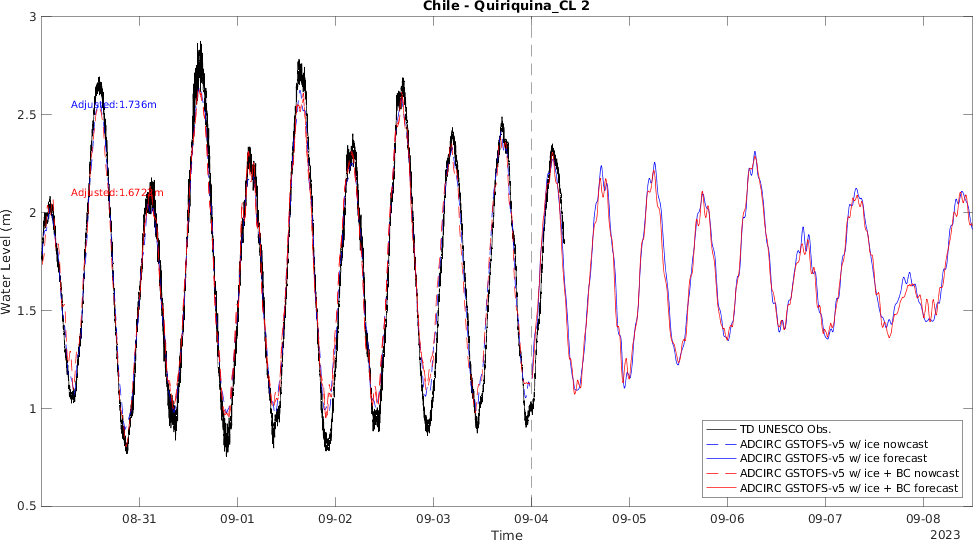 Chile - Quiriquina_CL 2
3
2.5
2
1.5
1
0.5
Water Level (m)
Adjusted:1.736m
08-31
09-01
09-02
09-03
09-04
09-05
09-06
09-07
09-08
Time
2023
TD UNESCO Obs.
ADCIRC GSTOFS-v5 w/ ice nowcast
ADCIRC GSTOFS-v5 w/ ice forecast
ADCIRC GSTOFS-v5 w/ ice + BC nowcast
ADCIRC GSTOFS-v5 w/ ice + BC forecast